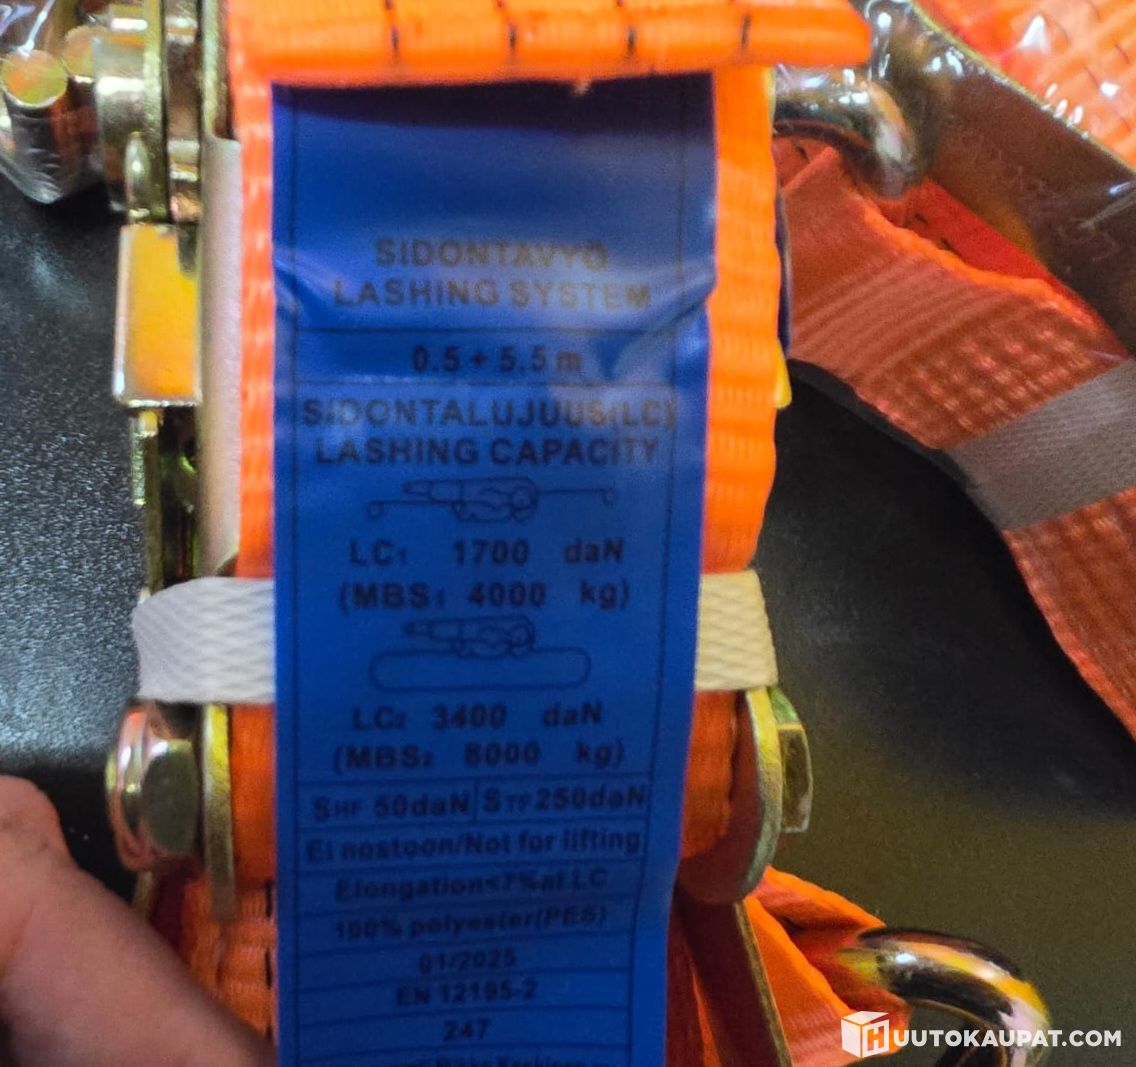 SIDONTAVYÖ
LASHING SYSTEM
0.5 + 5.5 m
SIDONTALUJUUS(LC)
LASHING CAPACITY
LC1 1700 daN
(MBS1 4000 kg)
LC2 3400 daN
(MBS2 8000 kg)
SHF 50daN STF 250daN
Ei nostoon/Not for lifting
Elongation<7%at LC
100% polyester(PES)
01/2025
EN 12195-2
247
HUUTOKAUPAT.COM